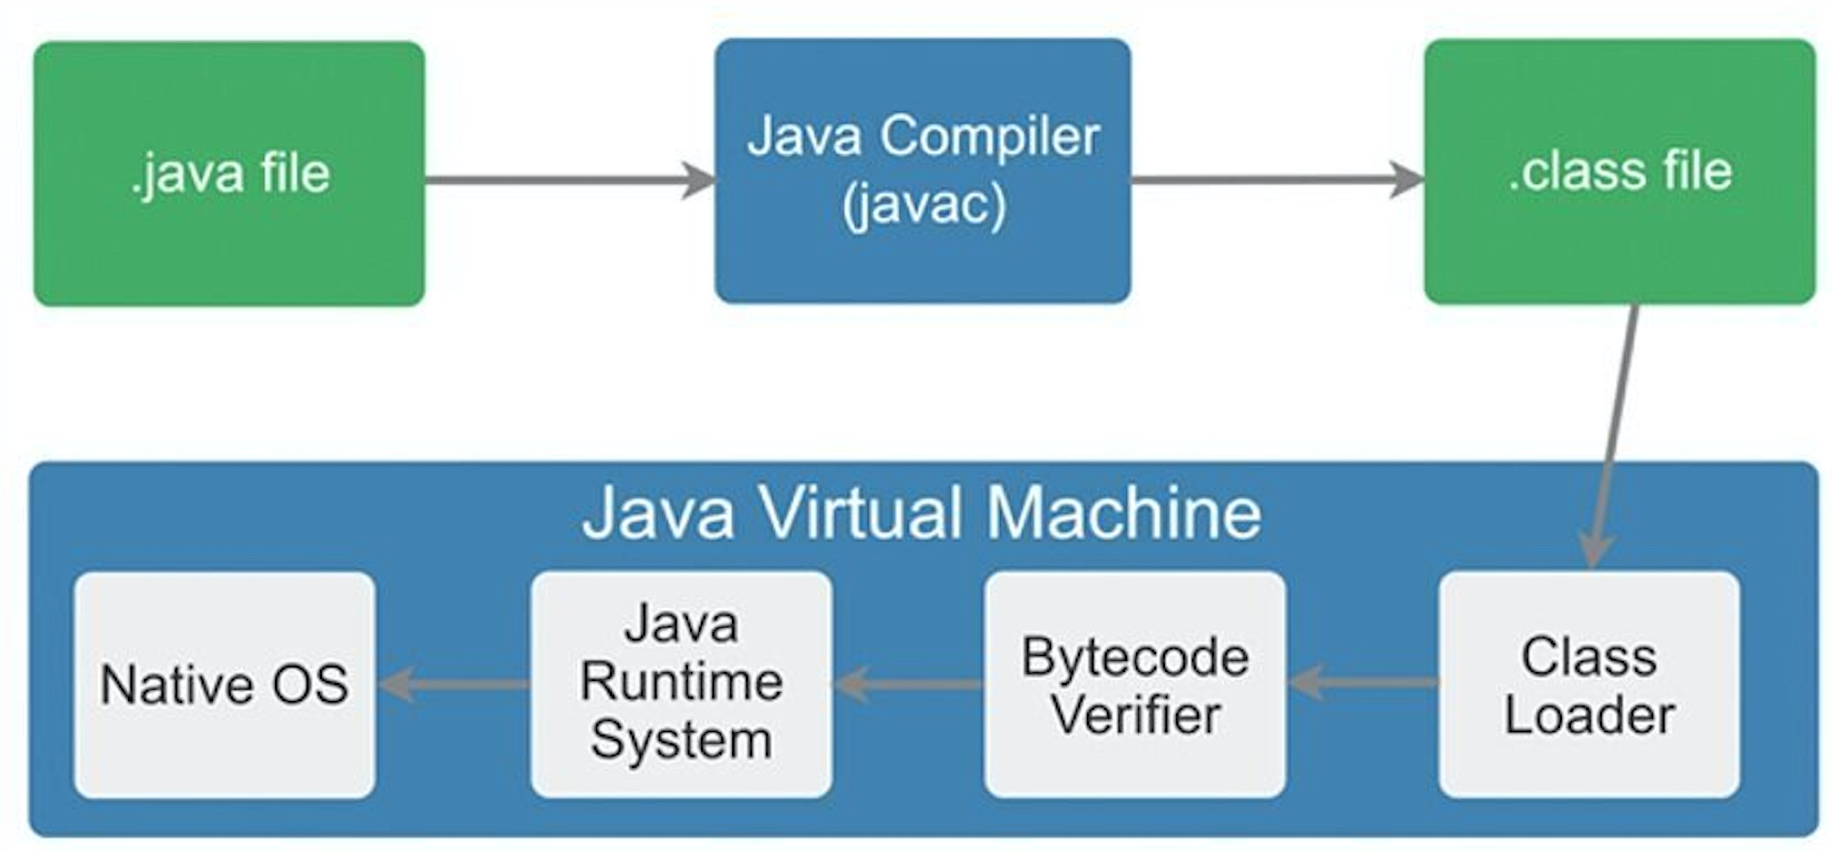 .java file
Java Compiler
(javac)
.class file
Java Virtual Machine
Native OS
Java
Runtime
System
Bytecode
Verifier
Class
Loader